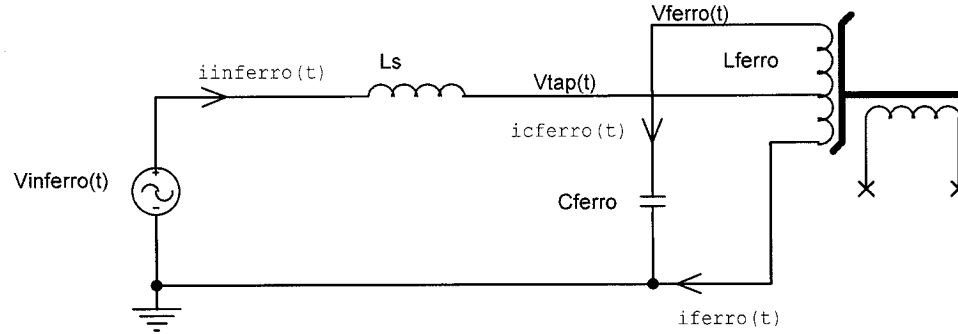 Vferro(t)
Ls
Lferro
iinferro(t)
Vtap(t)
icferro(t)
Vinferro(t)
+
-
Cferro
iferro(t)